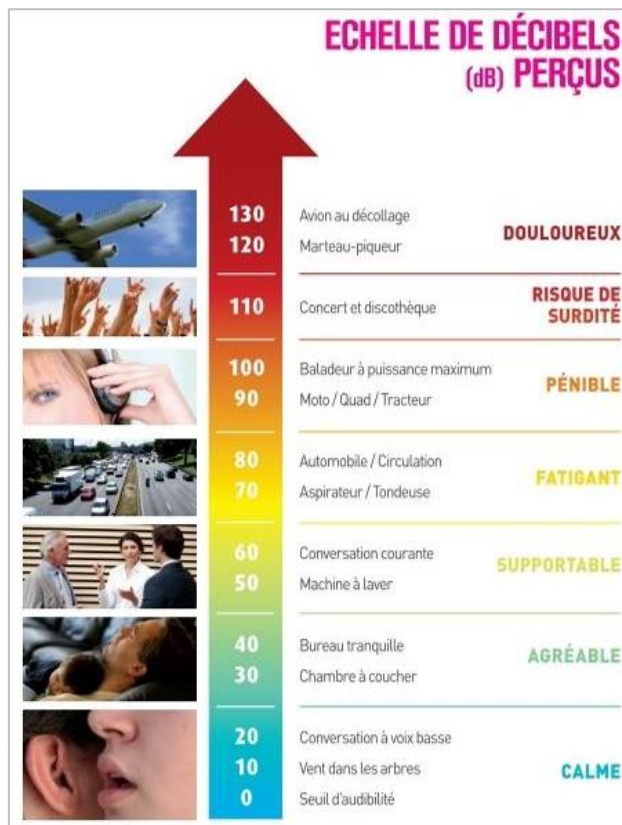 ECHELLE DE DÉCIBELS
(dB) PERÇUS
130 Avion au décollage
120 Marteau-piqueur
DOULOUREUX
110 Concert et discothèque
RISQUE DE
SURDITÉ
100 Baladeur à puissance maximum
90 Moto / Quad / Tracteur
PÉNIBLE
80 Automobile / Circulation
70 Aspirateur / Tondeuse
FATIGANT
60 Conversation courante
50 Machine à laver
SUPPORTABLE
40 Bureau tranquille
30 Chambre à coucher
AGRÉABLE
20 Conversation à voix basse
10 Vent dans les arbres
0 Seuil d'audibilité
CALME